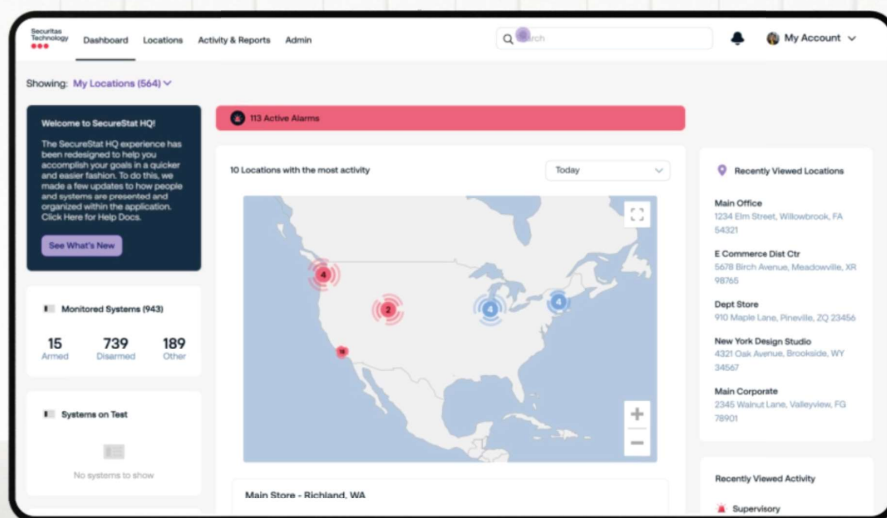 Securitas
Technology
Dashboard
Locations
Activity & Reports
Admin
My Account
Showing: My Locations (564)
Welcome to SecureStat HQ!
The SecureStat HQ experience has
been redesigned to help you
accomplish your goals in a quicker
and easier fashion. To do this, we
made a few updates to how people
and systems are presented and
organized within the application.
Click Here for Help Docs.
See What's New
Monitored Systems (943)
15
Armed
739
Disarmed
189
Other
Systems on Test
No systems to show
113 Active Alarms
10 Locations with the most activity
Today
4
2
4
4
Main Store - Richland, WA
Recently Viewed Locations
Main Office
1234 Elm Street, Willowbrook, FA
54321
E Commerce Dist Ctr
5678 Birch Avenue, Meadowville, XR
98765
Dept Store
910 Maple Lane, Pineville, ZQ 23456
New York Design Studio
4321 Oak Avenue, Brookside, WY
34567
Main Corporate
2345 Walnut Lane, Valleyview, FG
78901
Recently Viewed Activity
Supervisory